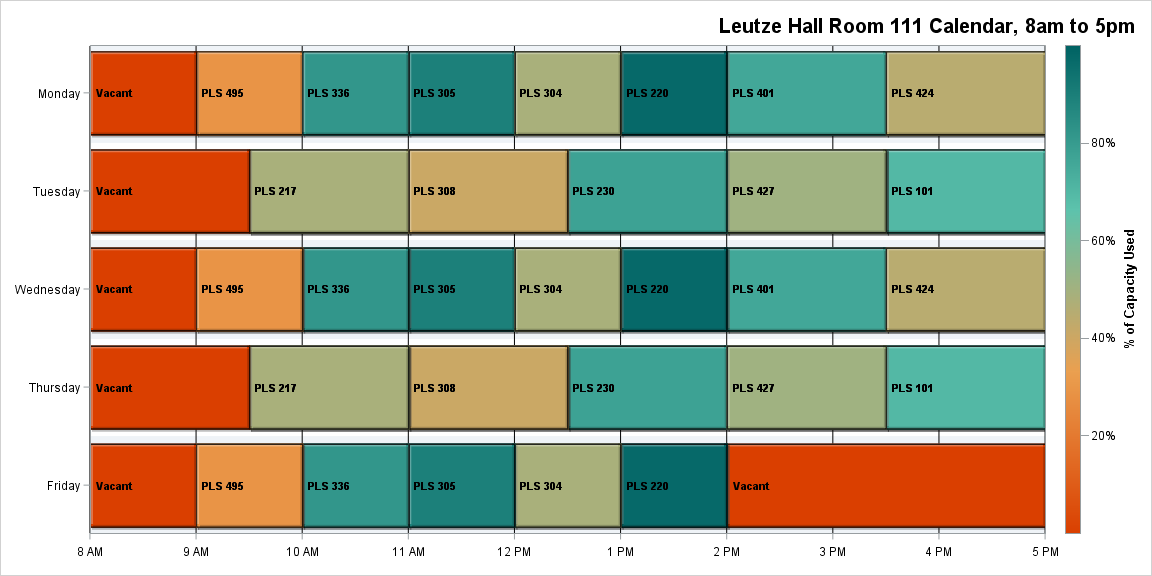 Leutze Hall Room 111 Calendar, 8am to 5pm
Monday
Vacant
PLS 495
PLS 336
PLS 305
PLS 304
PLS 220
PLS 401
PLS 424
Tuesday
Vacant
PLS 217
PLS 308
PLS 230
PLS 427
PLS 101
Wednesday
Vacant
PLS 495
PLS 336
PLS 305
PLS 304
PLS 220
PLS 401
PLS 424
Thursday
Vacant
PLS 217
PLS 308
PLS 230
PLS 427
PLS 101
Friday
Vacant
PLS 495
PLS 336
PLS 305
PLS 304
PLS 220
Vacant
8 AM
9 AM
10 AM
11 AM
12 PM
1 PM
2 PM
3 PM
4 PM
5 PM
80%
60%
40%
20%
% of Capacity Used